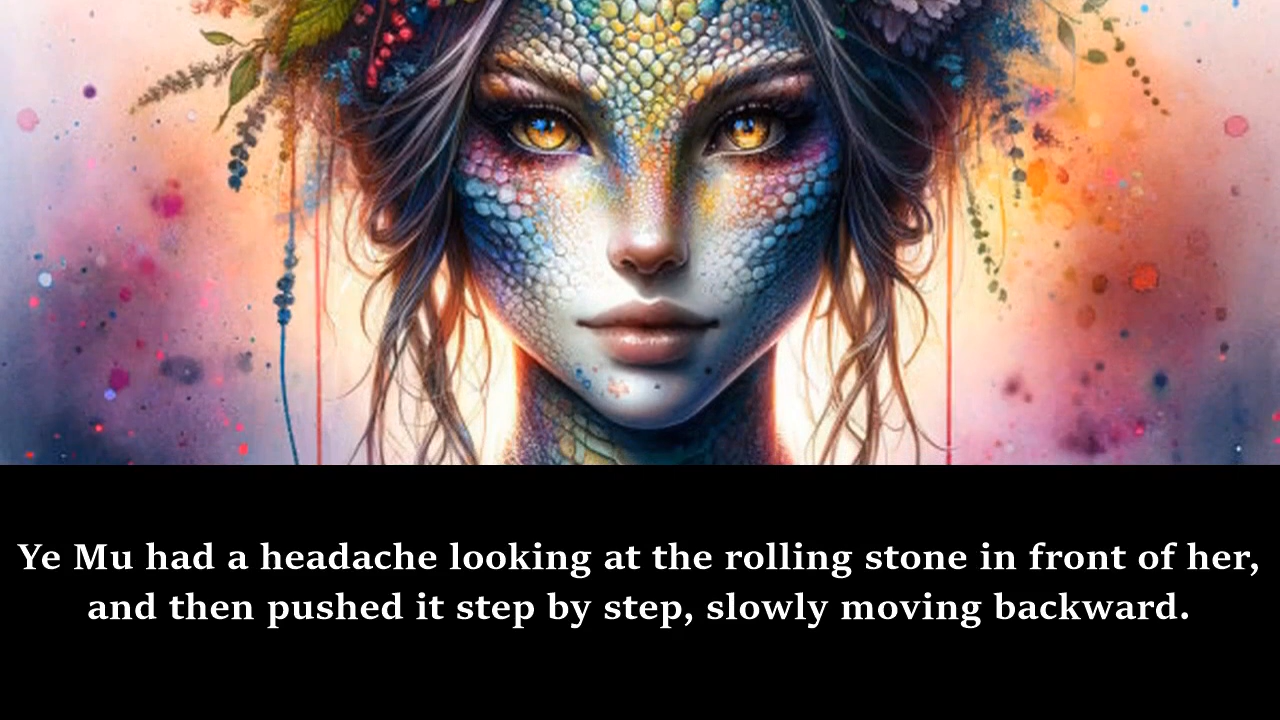 Ye Mu had a headache looking at the rolling stone in front of her,
and then pushed it step by step, slowly moving backward.